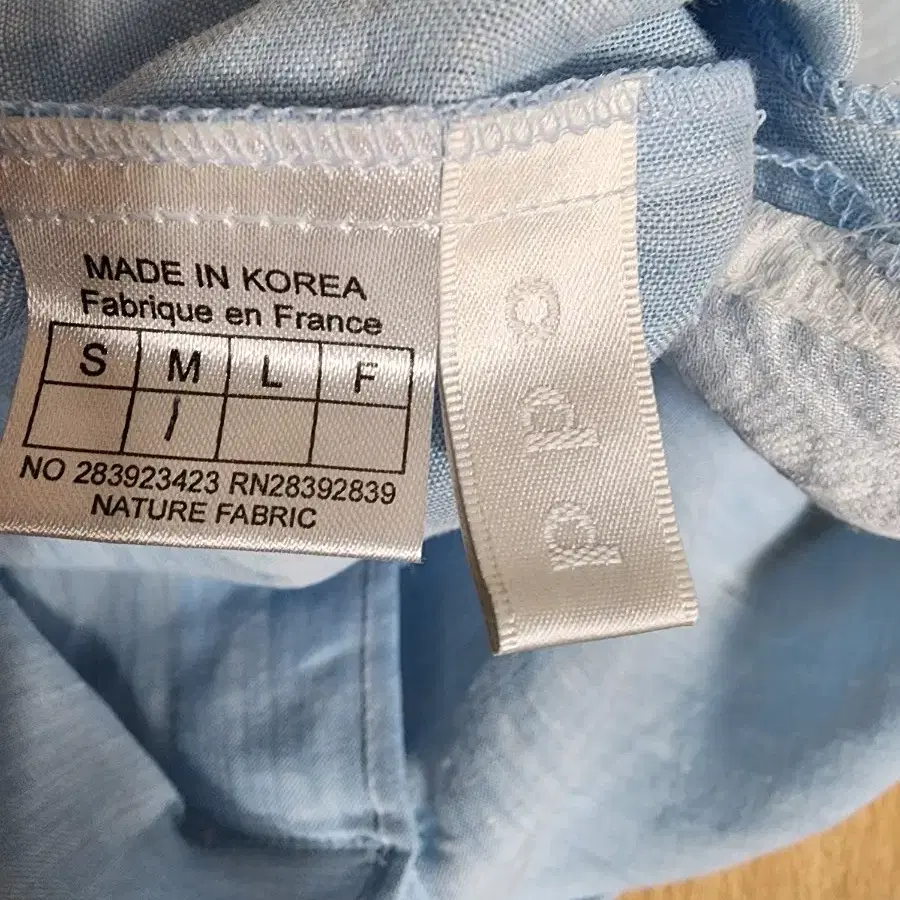 MADE IN KOREA
Fabrique en France
S M L F
/
NO 283923423 RN28392839
NATURE FABRIC